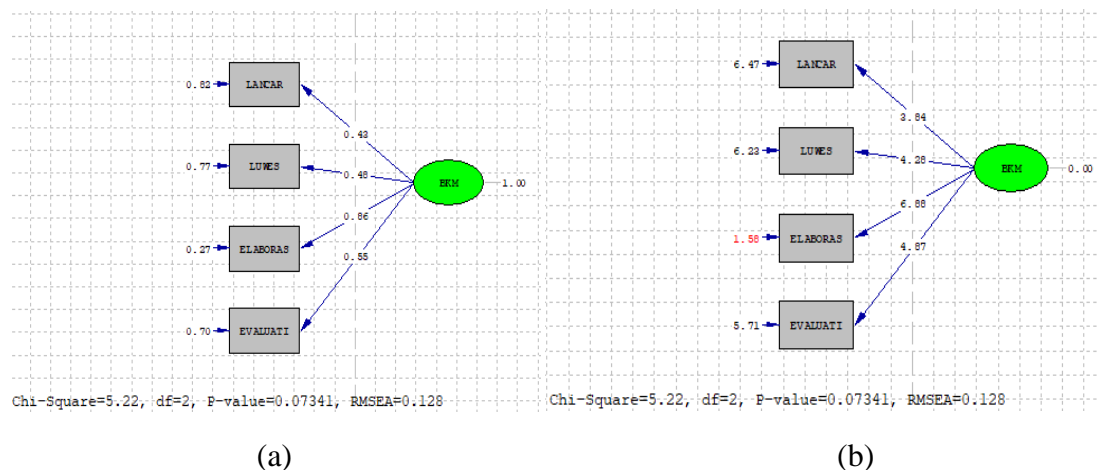 0.82 LANCAR
0.43
0.77 LUWES
0.48
BKM 1.00
0.86
0.27 ELABORAS
0.55
0.70 EVALUATI
Chi-Square=5.22, df=2, P-value=0.07341, RMSEA=0.128
(a)
6.47 LANCAR
3.84
6.23 LUWES
4.28
BKM 0.00
6.88
1.58 ELABORAS
4.87
5.71 EVALUATI
Chi-Square=5.22, df=2, P-value=0.07341, RMSEA=0.128
(b)